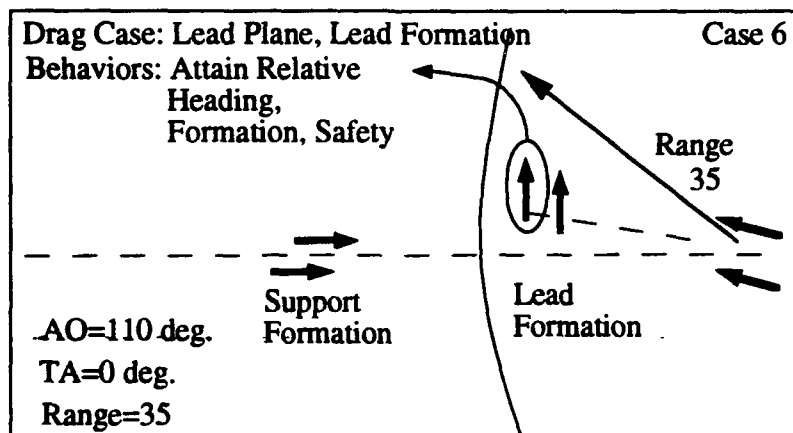 Drag Case: Lead Plane, Lead Formation Case 6
Behaviors: Attain Relative
Heading,
Formation, Safety
Range
35
Support
Formation
Lead
Formation
AO=110 deg.
TA=0 deg.
Range=35